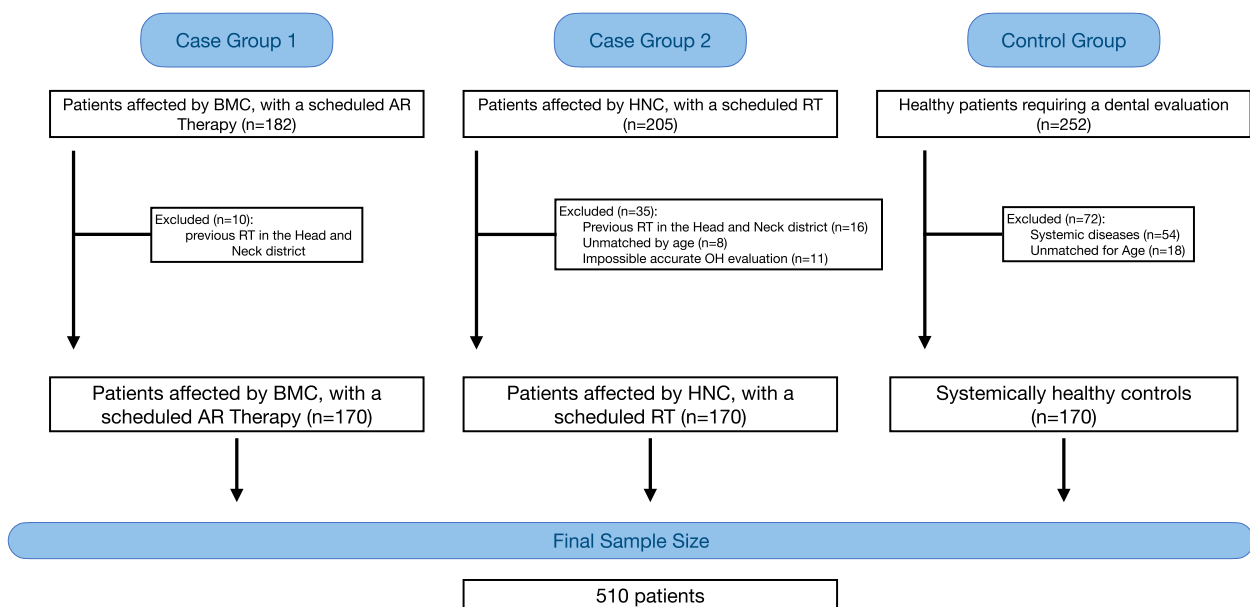 Case Group 1
Case Group 2
Control Group
Patients affected by BMC, with a scheduled AR
Therapy (n=182)
Patients affected by HNC, with a scheduled RT
(n=205)
Healthy patients requiring a dental evaluation
(n=252)
Excluded (n=10):
previous RT in the Head and
Neck district
Excluded (n=35):
Previous RT in the Head and Neck district (n=16)
Unmatched by age (n=8)
Impossible accurate OH evaluation (n=11)
Excluded (n=72):
Systemic diseases (n=54)
Unmatched for Age (n=18)
Patients affected by BMC, with a
scheduled AR Therapy (n=170)
Patients affected by HNC, with a
scheduled RT (n=170)
Systemically healthy controls
(n=170)
Final Sample Size
510 patients